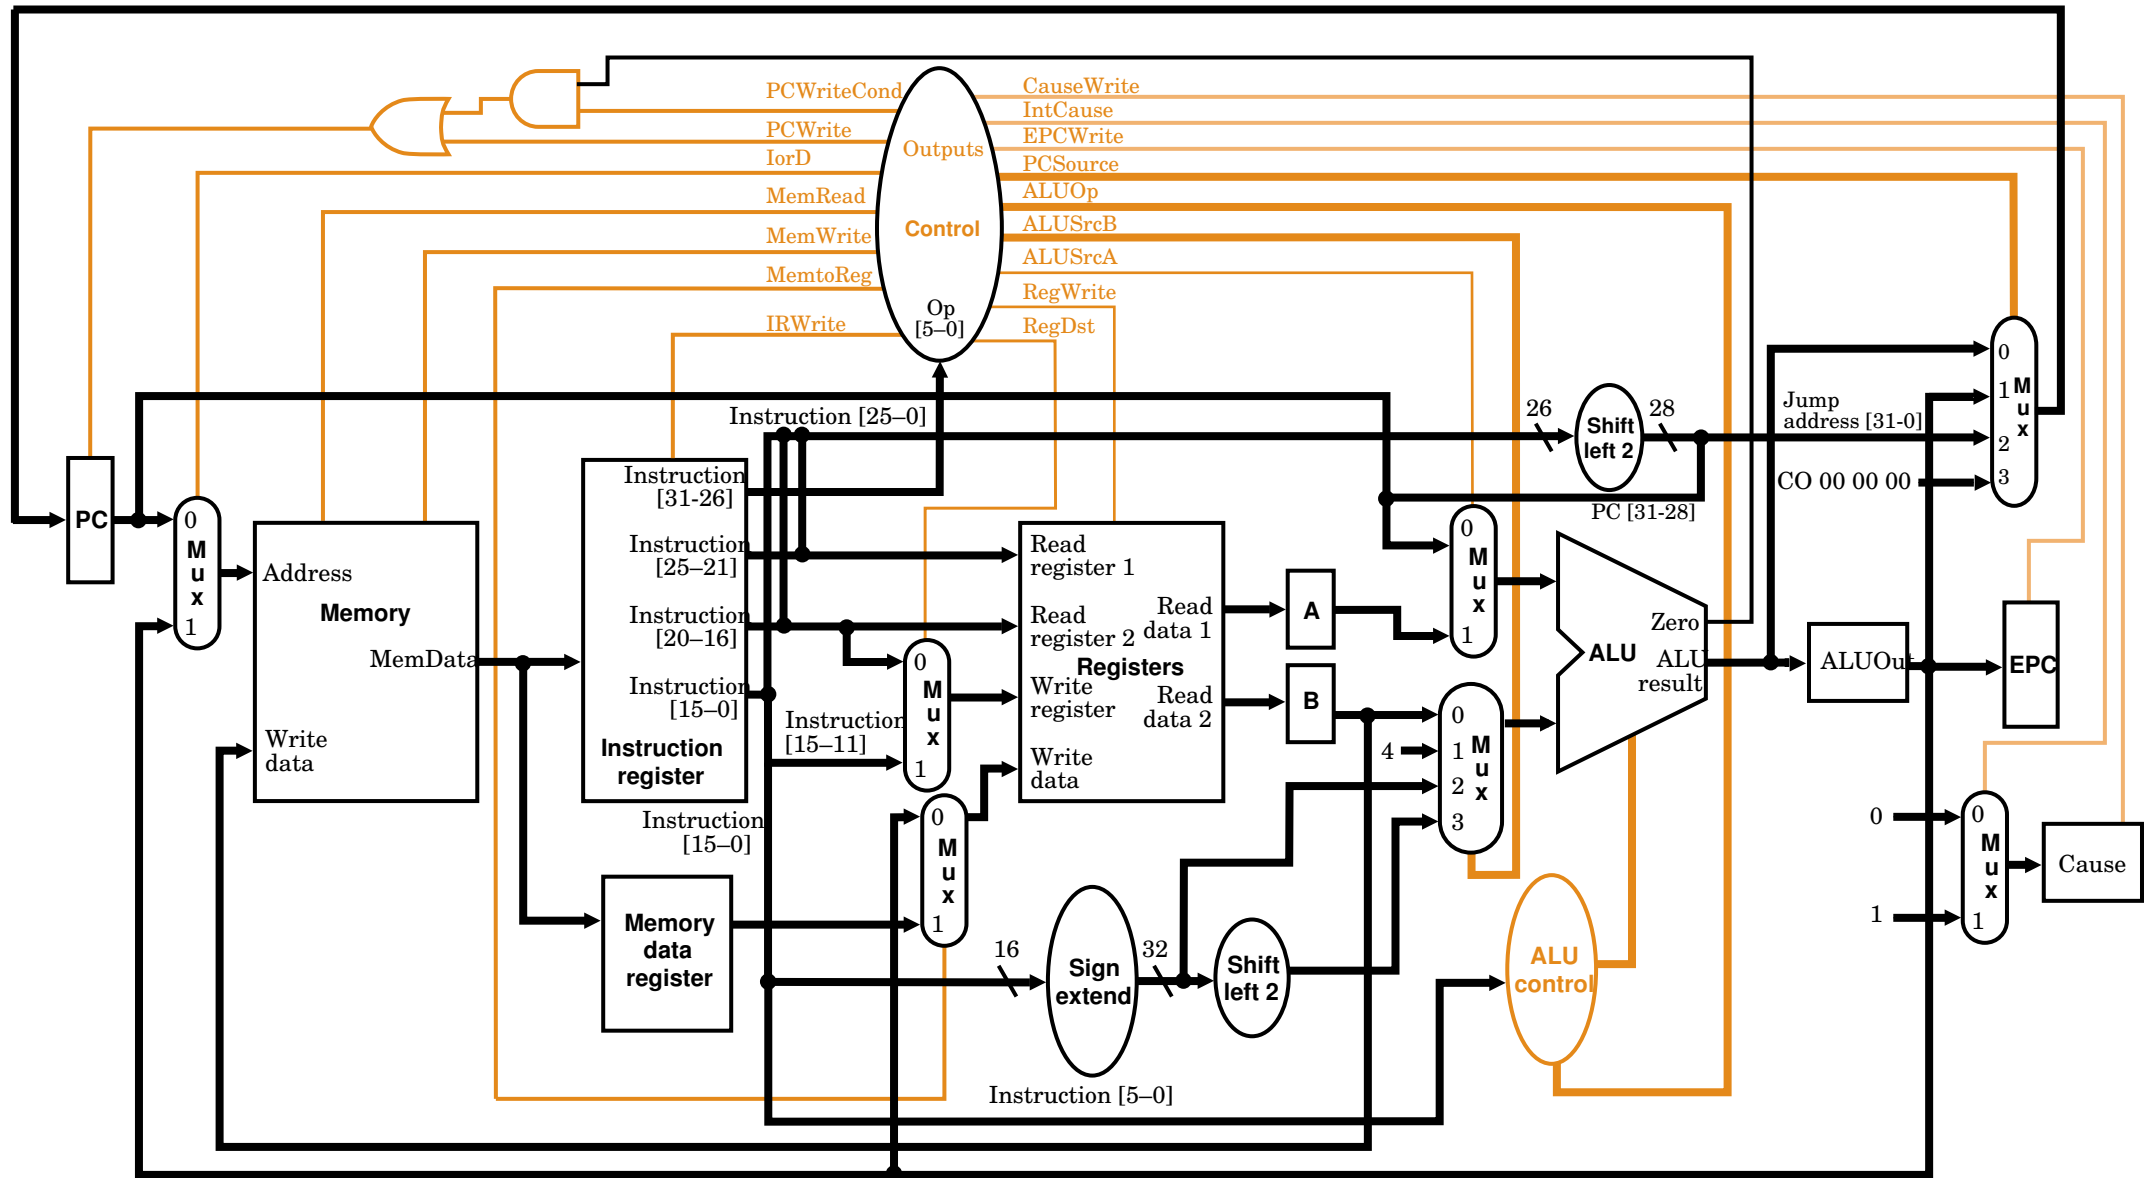 PCWriteCond
PCWrite
IorD
MemRead
MemWrite
MemtoReg
IRWrite
Outputs
Control
Op
[5–0]
CauseWrite
IntCause
EPCWrite
PCSource
ALUOp
ALUSrcB
ALUSrcA
RegWrite
RegDst
PC
0
M
u
x
1
Address
Memory
MemData
Write
data
Instruction [25–0]
Instruction
[31-26]
Instruction
[25–21]
Instruction
[20–16]
Instruction
[15–0]
Instruction
register
Instruction
[15–0]
Memory
data
register
Instruction
[15–11]
0
M
u
x
1
0
M
u
x
1
Read
register 1
Read
register 2
Registers
Write
register
Write
data
Read
data 1
Read
data 2
16
Sign
extend
32
Shift
left 2
Instruction [5–0]
A
B
4
0
M
u
x
1
0
1
2
3
M
u
x
26
Shift
left 2
28
PC [31-28]
Jump
address [31-0]
CO 00 00 00
0
1
2
3
M
u
x
Zero
ALU
ALU
result
ALUOut
EPC
ALU
control
0
1
0
M
u
x
1
Cause